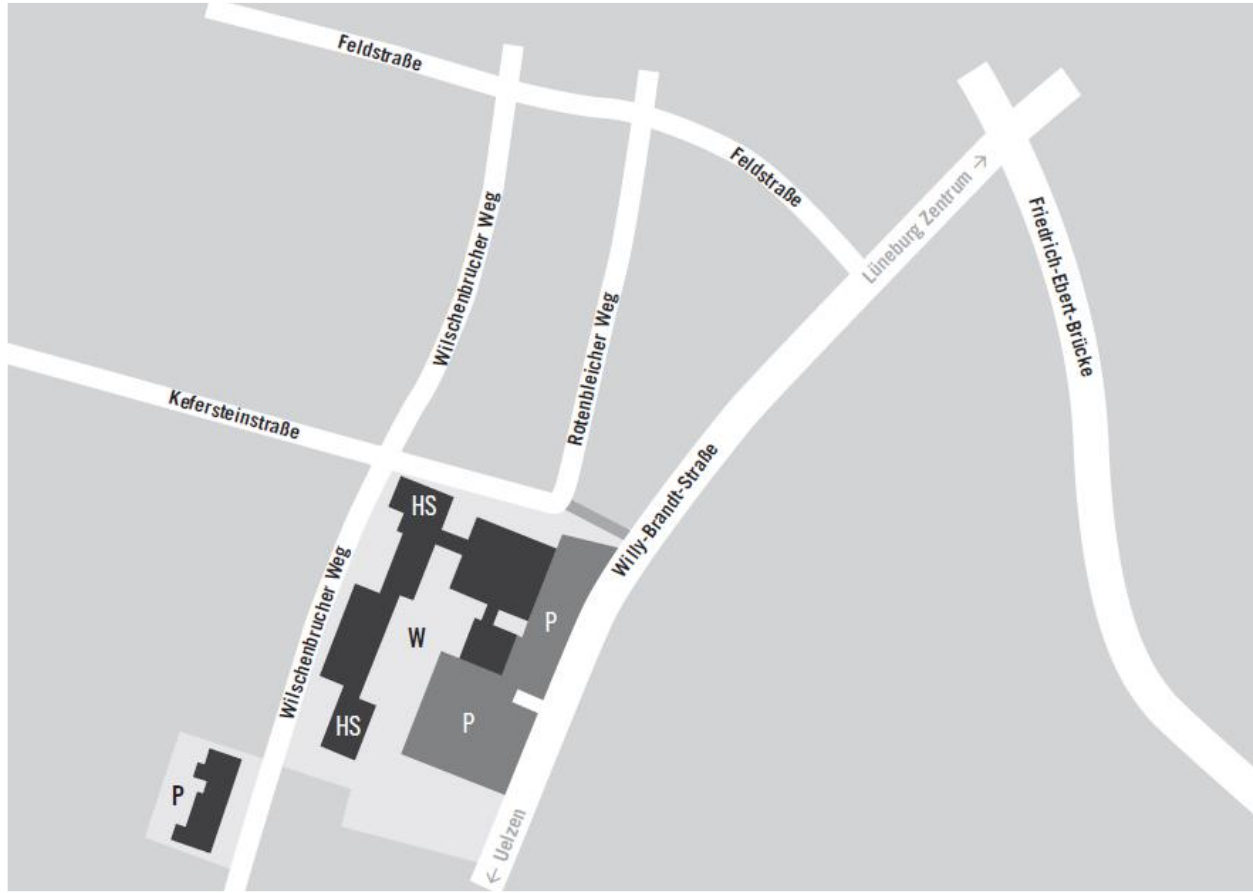 Feldstraße
Feldstraße
Lüneburg Zentrum →
Wilschenbrucher Weg
Friedrich-Ebert-Brücke
Rotenbleicher Weg
Kefersteinstraße
Willy-Brandt-Straße
HS
Wilschenbrucher Weg
P
W
HS
P
P
← Uelzen